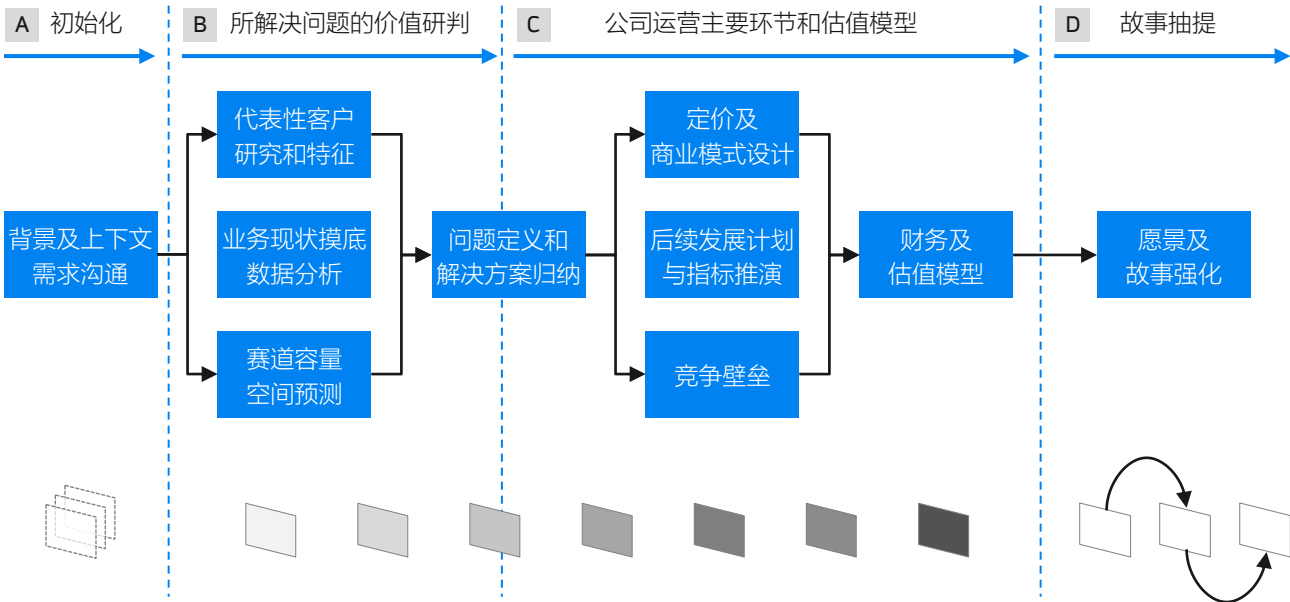 A 初始化
B 所解决问题的价值研判
C 公司运营主要环节和估值模型
D 故事抽提
背景及上下文
需求沟通
代表性客户
研究和特征
业务现状摸底
数据分析
赛道容量
空间预测
问题定义和
解决方案归纳
定价及
商业模式设计
后续发展计划
与指标推演
竞争壁垒
财务及
估值模型
愿景及
故事强化